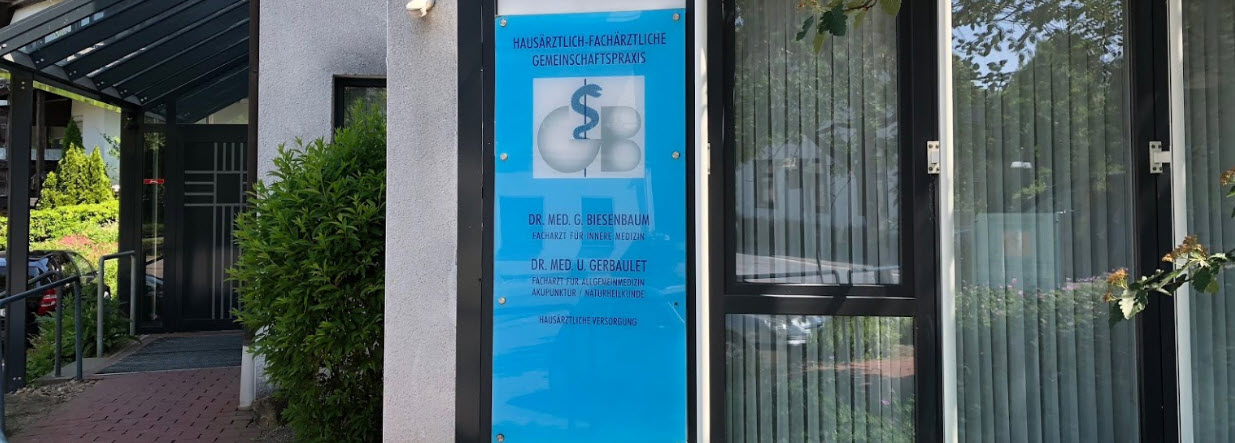 HAUSÄRZTLICH-FACHÄRZTLICHE
GEMEINSCHAFTSPRAXIS
GB
DR. MED. G. BIESENBAUM
FACHARZT FÜR INNERE MEDIZIN
DR. MED. U. GERBAULET
FACHARZT FÜR ALLGEMEINMEDIZIN
AKUPUNKTUR / NATURHEILKUNDE
HAUSÄRZTLICHE VERSORGUNG